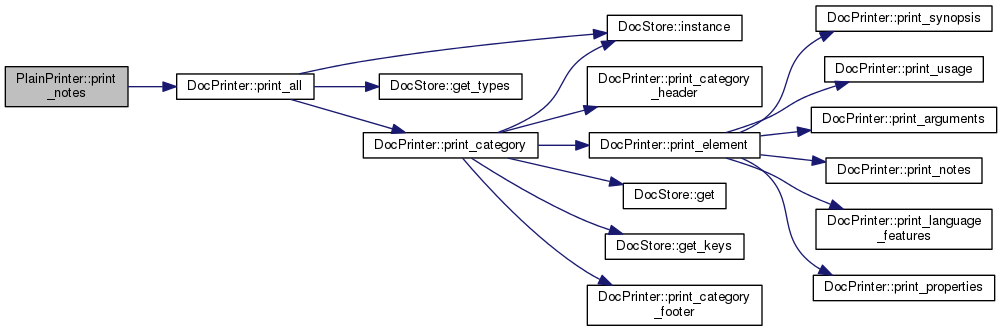 PlainPrinter::print
_notes
DocPrinter::print_all
DocStore::instance
DocStore::get_types
DocPrinter::print_category
DocPrinter::print_category
_header
DocPrinter::print_element
DocStore::get
DocStore::get_keys
DocPrinter::print_category
_footer
DocPrinter::print_synopsis
DocPrinter::print_usage
DocPrinter::print_arguments
DocPrinter::print_notes
DocPrinter::print_language
_features
DocPrinter::print_properties